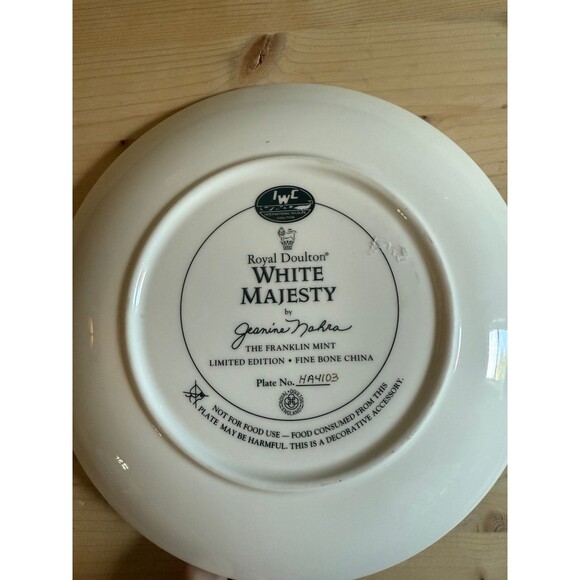 IWC
Royal Doulton®
WHITE
MAJESTY
by
Jeanine Nahra
THE FRANKLIN MINT
LIMITED EDITION • FINE BONE CHINA
Plate No. HA4103
NOT FOR FOOD USE — FOOD CONSUMED FROM THIS
PLATE MAY BE HARMFUL. THIS IS A DECORATIVE ACCESSORY.